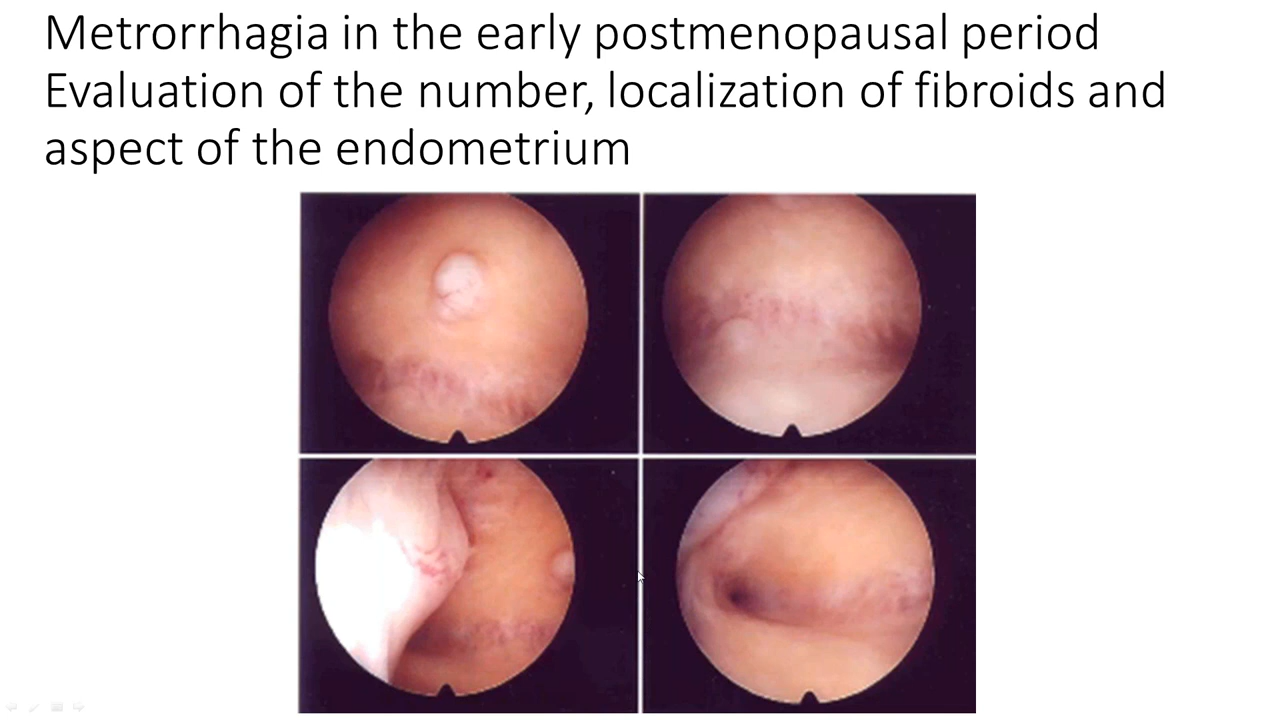 Metrorrhagia in the early postmenopausal period
Evaluation of the number, localization of fibroids and
aspect of the endometrium